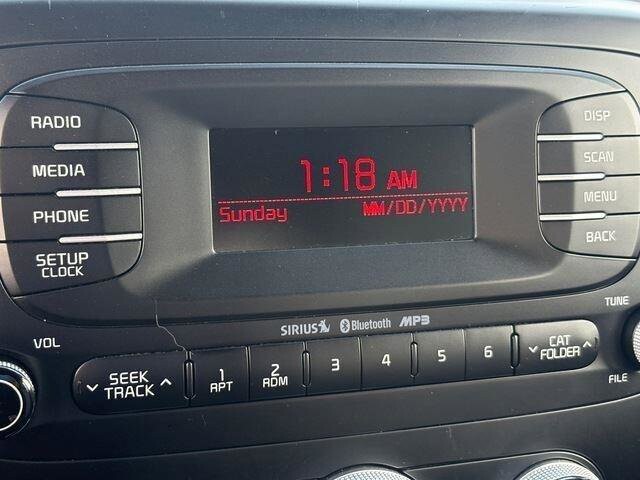 RADIO
MEDIA
PHONE
SETUP
CLOCK
1:18 AM
Sunday MM/DD/YYYY
DISP
SCAN
MENU
BACK
SIRIUS Bluetooth MP3
VOL
TUNE
SEEK
TRACK
1
RPT
2
RDM
3
4
5
6
CAT
FOLDER
FILE